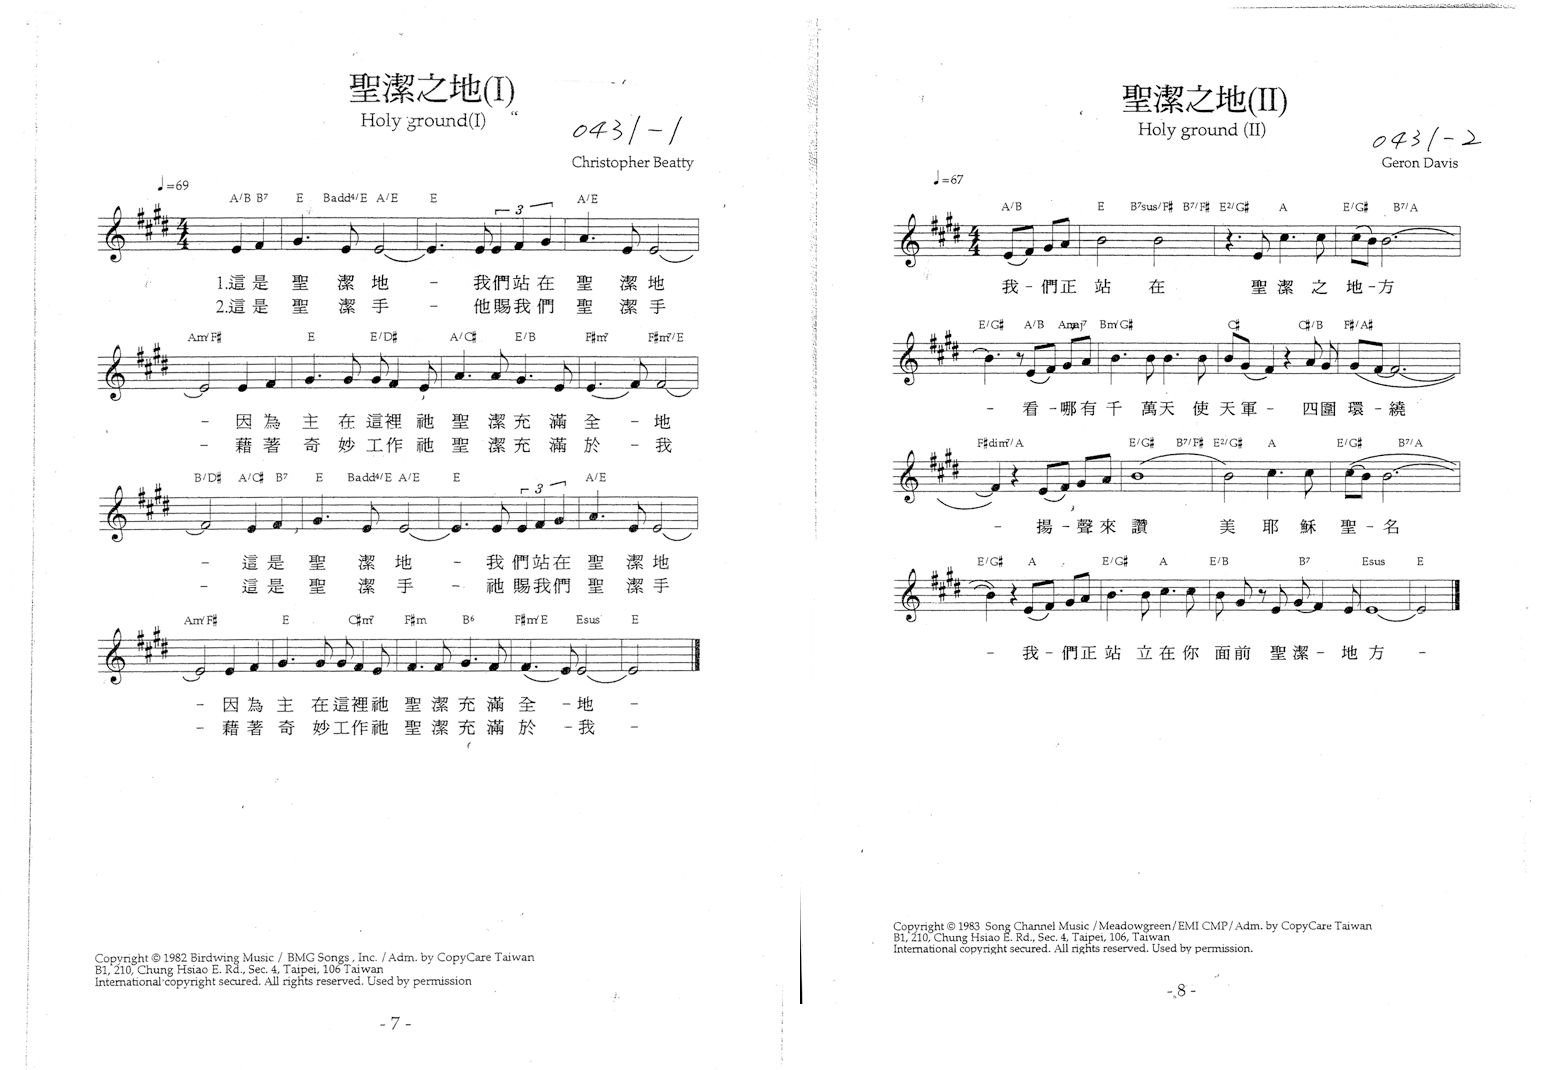 聖潔之地(I)
Holy ground(I)
0431-1
Christopher Beatty
♩=69
A/B B7 E Badd4/E A/E E 3 A/E
1.這是 聖 潔 地 - 我們站在 聖 潔 地
2.這是 聖 潔 手 - 他賜我們 聖 潔 手
Am/F# E E/D# A/C# E/B F#m7 F#m7/E
- 因為 主 在 這裡 祂 聖 潔 充 滿 全 - 地
- 藉著 奇 妙 工作 祂 聖 潔 充 滿 於 - 我
B/D# A/C# B7 E Badd4/E A/E E 3 A/E
- 這是 聖 潔 地 - 我 們站在 聖 潔 地
- 這是 聖 潔 手 - 祂 賜我們 聖 潔 手
Am/F# E C#m7 F#m B6 F#m/E Esus E
- 因為 主 在這裡祂 聖潔充滿全 -地 -
- 藉著 奇 妙工作祂 聖潔充滿於 -我 -
Copyright © 1982 Birdwing Music / BMG Songs , Inc. / Adm. by CopyCare Taiwan
B1, 210, Chung Hsiao E. Rd., Sec. 4, Taipei, 106 Taiwan
International copyright secured. All rights reserved. Used by permission
- 7 -
聖潔之地(II)
Holy ground (II)
0431-2
Geron Davis
♩=67
A/B E B7sus/F# B7/F# E2/G# A E/G# B7/A
我-們正 站 在 聖 潔 之 地-方
E/G# A/B Amaj7 Bm/G# C# C#/B F#/A#
- 看-哪有 千 萬天 使 天軍- 四圍 環-繞
F#dim7/A E/G# B7/F# E2/G# A E/G# B7/A
- 揚-聲來 讚 美 耶 穌 聖-名
E/G# A E/G# A E/B B7 Esus E
- 我-們正站 立在你 面前 聖潔- 地 方 -
Copyright © 1983 Song Channel Music /Meadowgreen/EMI CMP/Adm. by CopyCare Taiwan
B1, 210, Chung Hsiao E. Rd., Sec. 4, Taipei, 106, Taiwan
International copyright secured. All rights reserved. Used by permission.
- 8 -